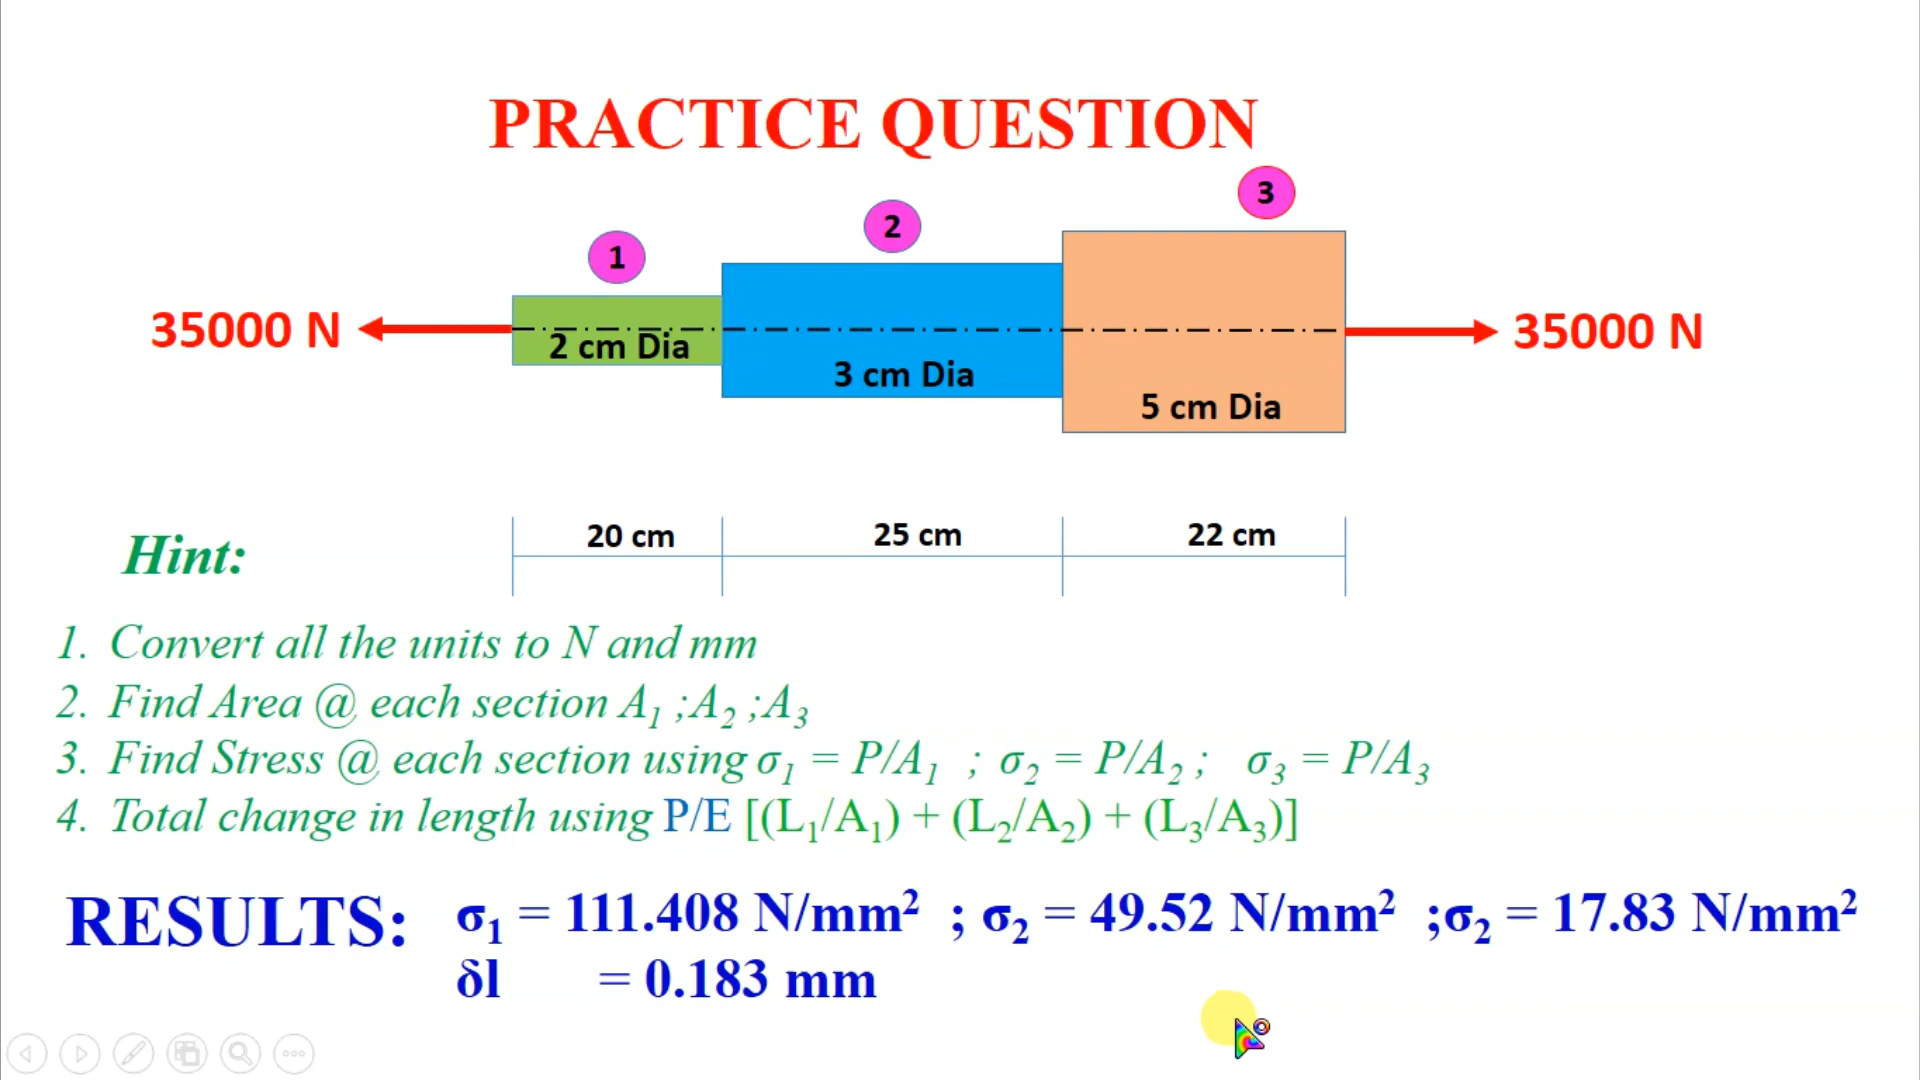 PRACTICE QUESTION
3
2
1
35000 N
35000 N
2 cm Dia
3 cm Dia
5 cm Dia
20 cm
25 cm
22 cm
Hint:
1. Convert all the units to N and mm
2. Find Area @ each section A₁ ;A₂ ;A₃
3. Find Stress @ each section using σ₁ = P/A₁ ; σ₂ = P/A₂ ; σ₃ = P/A₃
4. Total change in length using P/E [(L₁/A₁) + (L₂/A₂) + (L₃/A₃)]
RESULTS: σ₁ = 111.408 N/mm² ; σ₂ = 49.52 N/mm² ;σ₂ = 17.83 N/mm²
δl = 0.183 mm